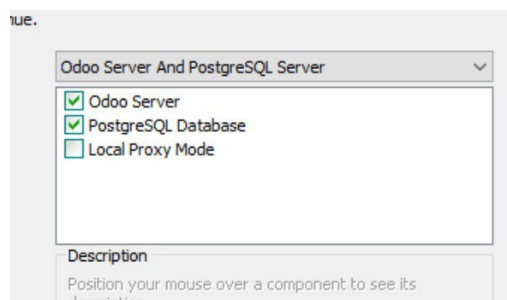 nue.
Odoo Server And PostgreSQL Server
Odoo Server
PostgreSQL Database
Local Proxy Mode
Description
Position your mouse over a component to see its